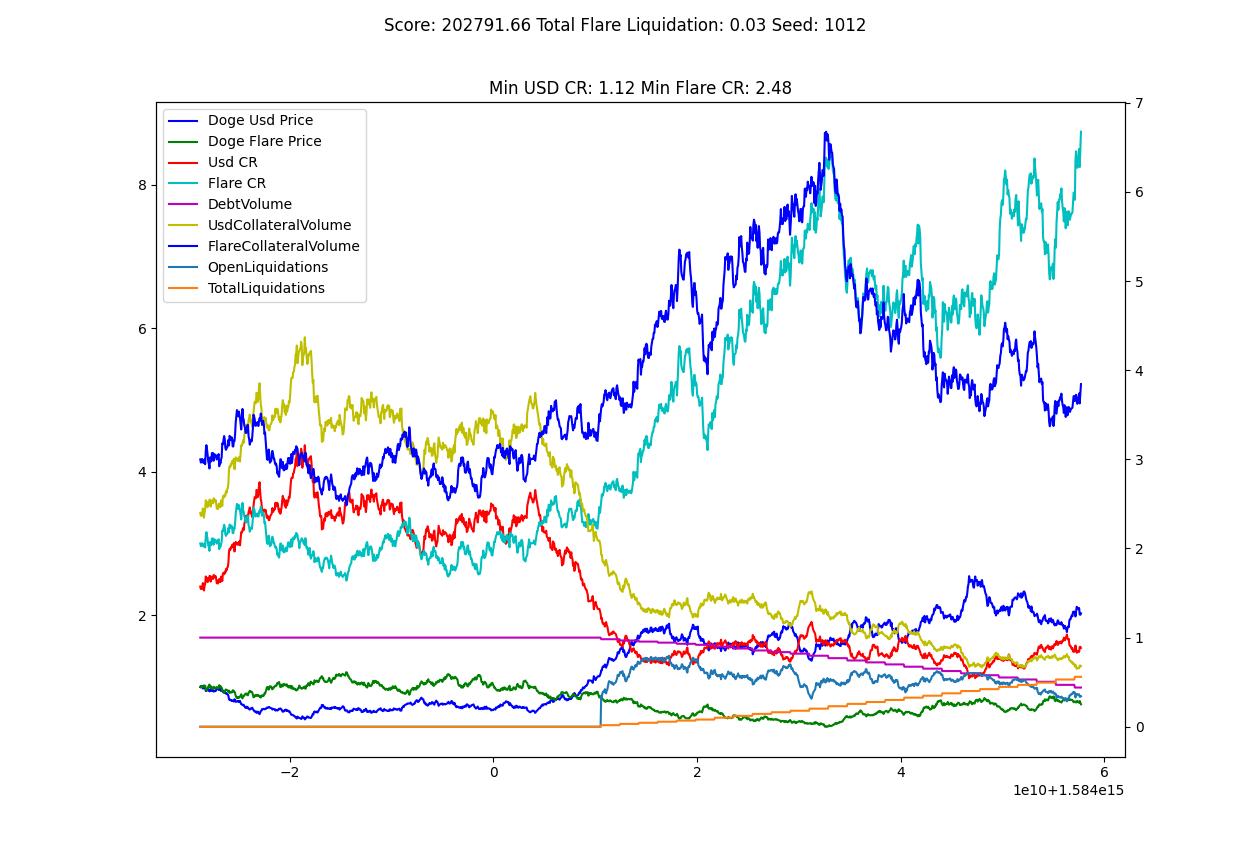 Score: 202791.66 Total Flare Liquidation: 0.03 Seed: 1012
Min USD CR: 1.12 Min Flare CR: 2.48
Doge Usd Price
Doge Flare Price
Usd CR
Flare CR
DebtVolume
UsdCollateralVolume
FlareCollateralVolume
OpenLiquidations
TotalLiquidations
8
6
4
2
7
6
5
4
3
2
1
0
−2
0
2
4
6
1e10+1.584e15